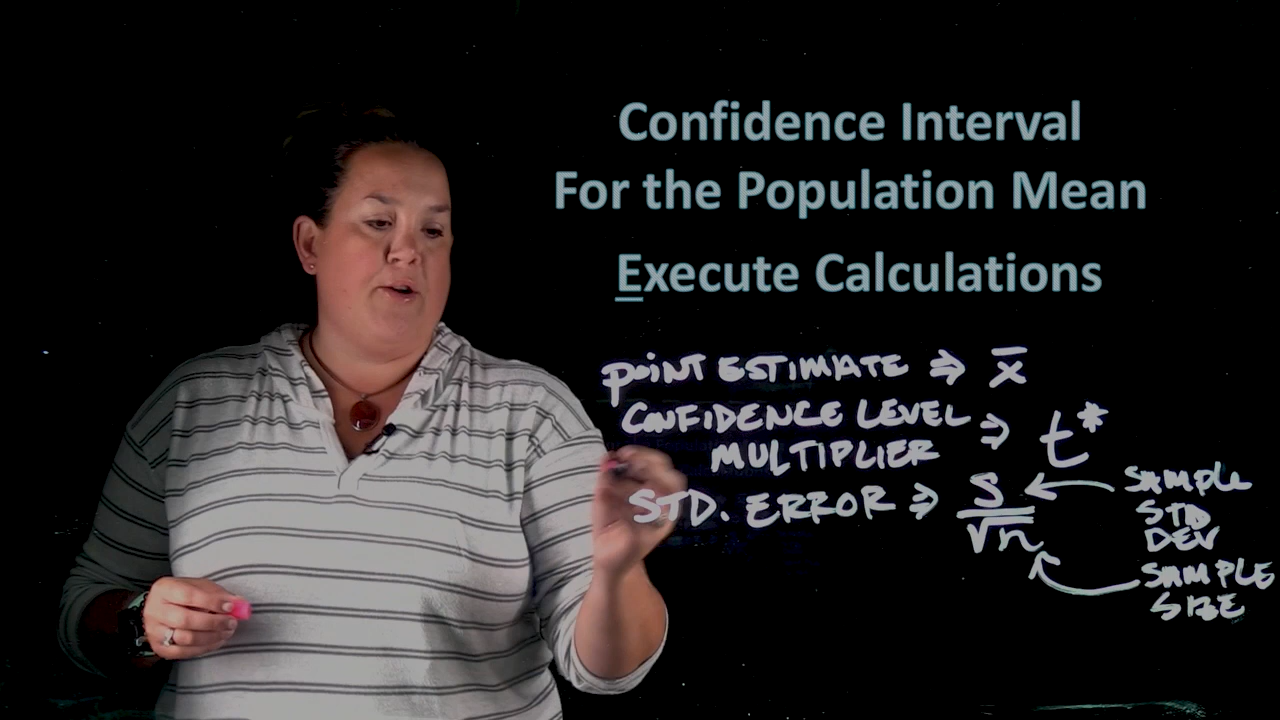 Confidence Interval
For the Population Mean
Execute Calculations
POINT ESTIMATE ⇒ x̄
CONFIDENCE LEVEL
MULTIPLIER ⇒ t*
STD. ERROR ⇒ S/√n
SAMPLE
STD
DEV
SAMPLE
SIZE